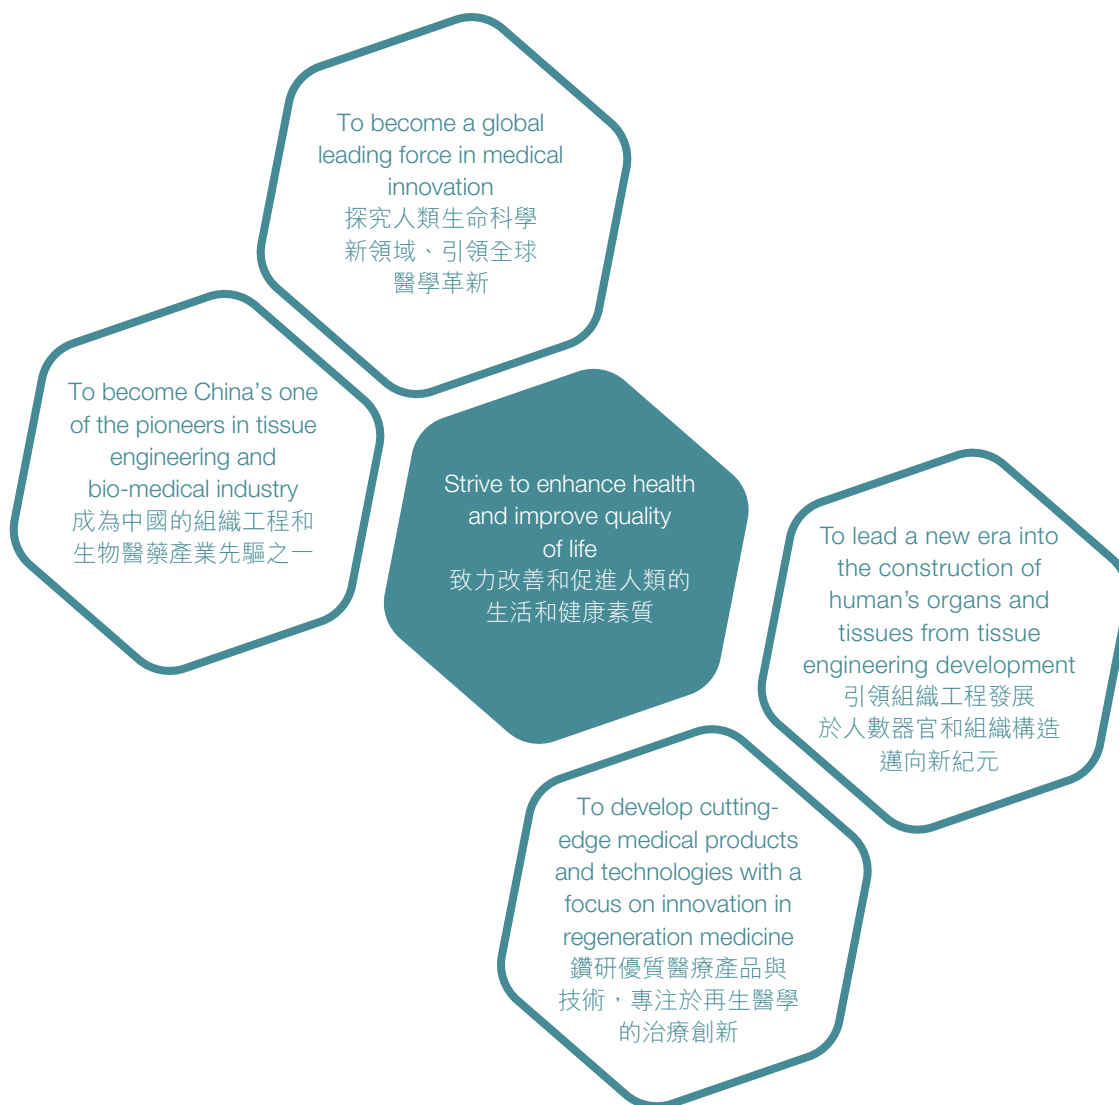 To become a global
leading force in medical
innovation
探究人類生命科學
新領域、引領全球
醫學革新
To become China’s one
of the pioneers in tissue
engineering and
bio-medical industry
成為中國的組織工程和
生物醫藥產業先驅之一
Strive to enhance health
and improve quality
of life
致力改善和促進人類的
生活和健康素質
To lead a new era into
the construction of
human’s organs and
tissues from tissue
engineering development
引領組織工程發展
於人數器官和組織構造
邁向新紀元
To develop cutting-
edge medical products
and technologies with a
focus on innovation in
regeneration medicine
鑽研優質醫療產品與
技術，專注於再生醫學
的治療創新